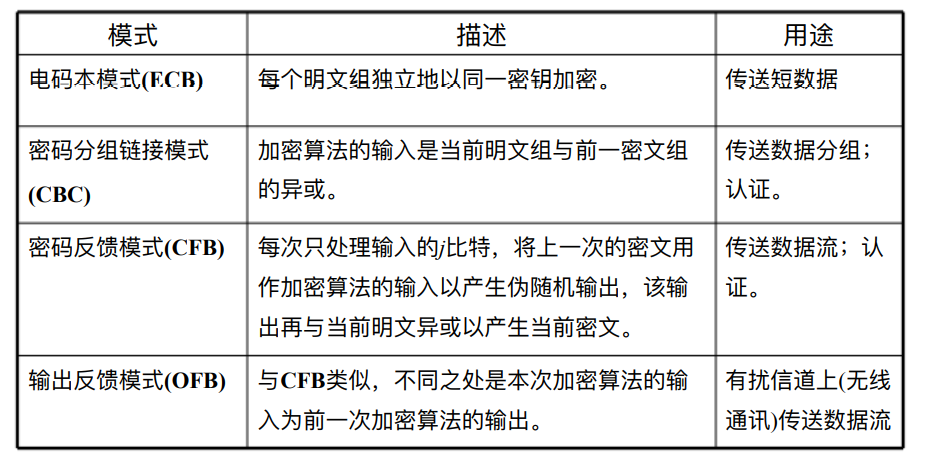 模式 描述 用途
电码本模式(ECB) 每个明文组独立地以同一密钥加密。 传送短数据
密码分组链接模式
(CBC)
加密算法的输入是当前明文组与前一密文组
的异或。
传送数据分组；
认证。
密码反馈模式(CFB)
每次只处理输入的j比特，将上一次的密文用
作加密算法的输入以产生伪随机输出，该输
出再与当前明文异或以产生当前密文。
传送数据流；认
证。
输出反馈模式(OFB)
与CFB类似，不同之处是本次加密算法的输
入为前一次加密算法的输出。
有扰信道上(无线
通讯)传送数据流